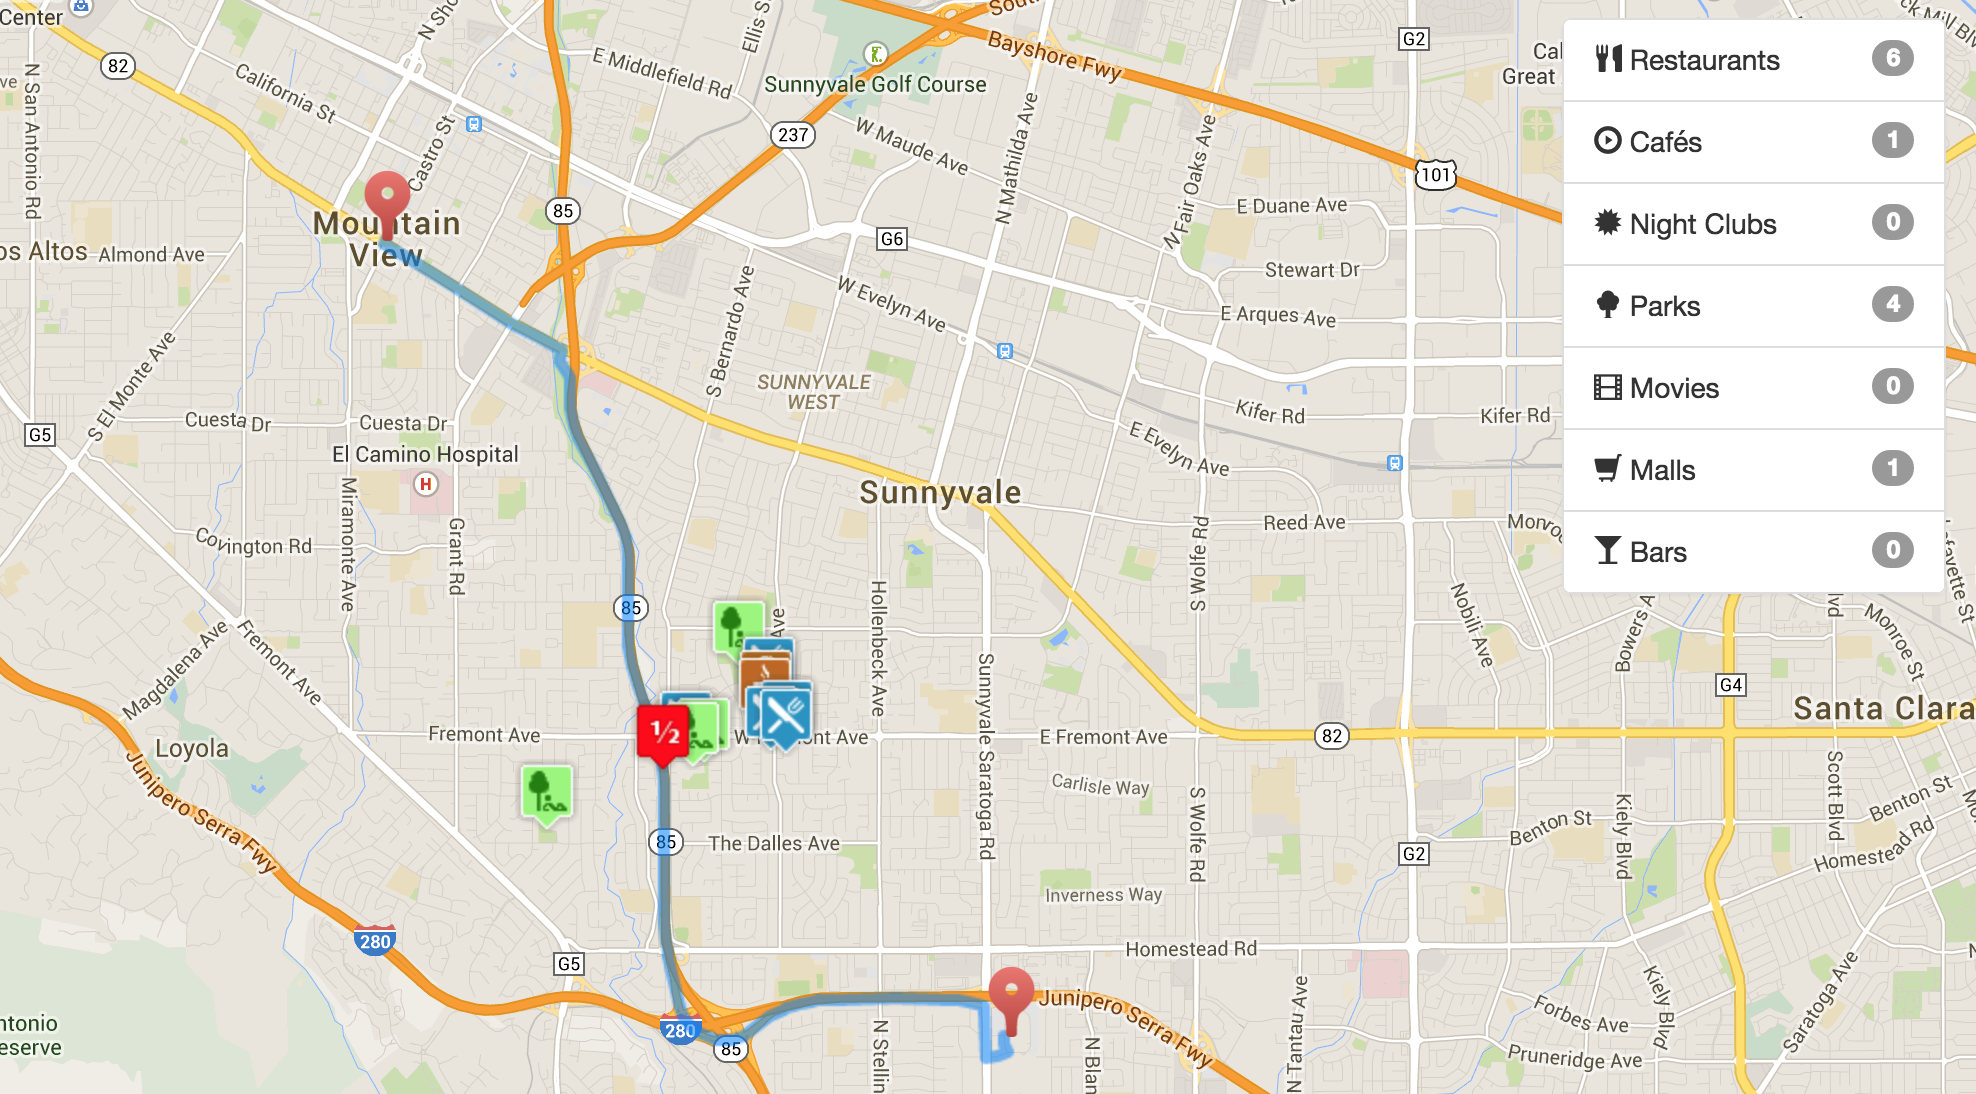 Center
82
N San Antonio Rd
California St
N Sho
Castro St
E Middlefield Rd
Ellis S
Sunnyvale Golf Course
237
W Maude Ave
South
Bayshore Fwy
N Mathilda Ave
N Fair Oaks Ave
G2
101
Cal
Great
Mountain
View
os Altos
Almond Ave
85
G6
E Duane Ave
Stewart Dr
W Evelyn Ave
E Arques Ave
S Bernardo Ave
SUNNYVALE
WEST
S El Monte Ave
G5
Cuesta Dr
Cuesta Dr
El Camino Hospital
H
Kifer Rd
Kifer Rd
E Evelyn Ave
Sunnyvale
Reed Ave
Monro
Miramonte Ave
Grant Rd
Covington Rd
S Wolfe Rd
Hollenbeck Ave
85
Ave
Nobili Ave
Bowers A
Monroe St
Magdalena Ave
Fremont Ave
Fremont Ave
1/2
Sunnyvale Saratoga Rd
E Fremont Ave
82
G4
Santa Clara
Loyola
Junipero Serra Fwy
Carlisle Way
S Wolfe Rd
85
The Dalles Ave
G2
Benton St
Kiely Blvd
Scott Blvd
Benton St
Homestead Rd
Inverness Way
280
G5
Homestead Rd
280
85
Junipero Serra Fwy
N Stellin
N Blan
N Tantau Ave
Forbes Ave
Pruneridge Ave
Kiely Blv
Saratoga Ave
ntonio
eserve
Restaurants 6
Cafés 1
Night Clubs 0
Parks 4
Movies 0
Malls 1
Bars 0